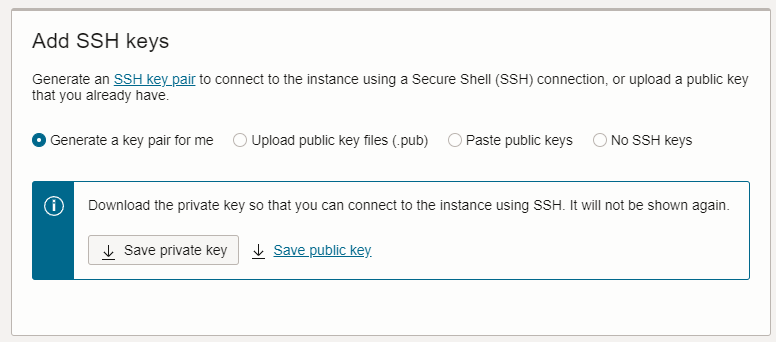 Add SSH keys
Generate an SSH key pair to connect to the instance using a Secure Shell (SSH) connection, or upload a public key
that you already have.
Generate a key pair for me Upload public key files (.pub) Paste public keys No SSH keys
Download the private key so that you can connect to the instance using SSH. It will not be shown again.
Save private key Save public key